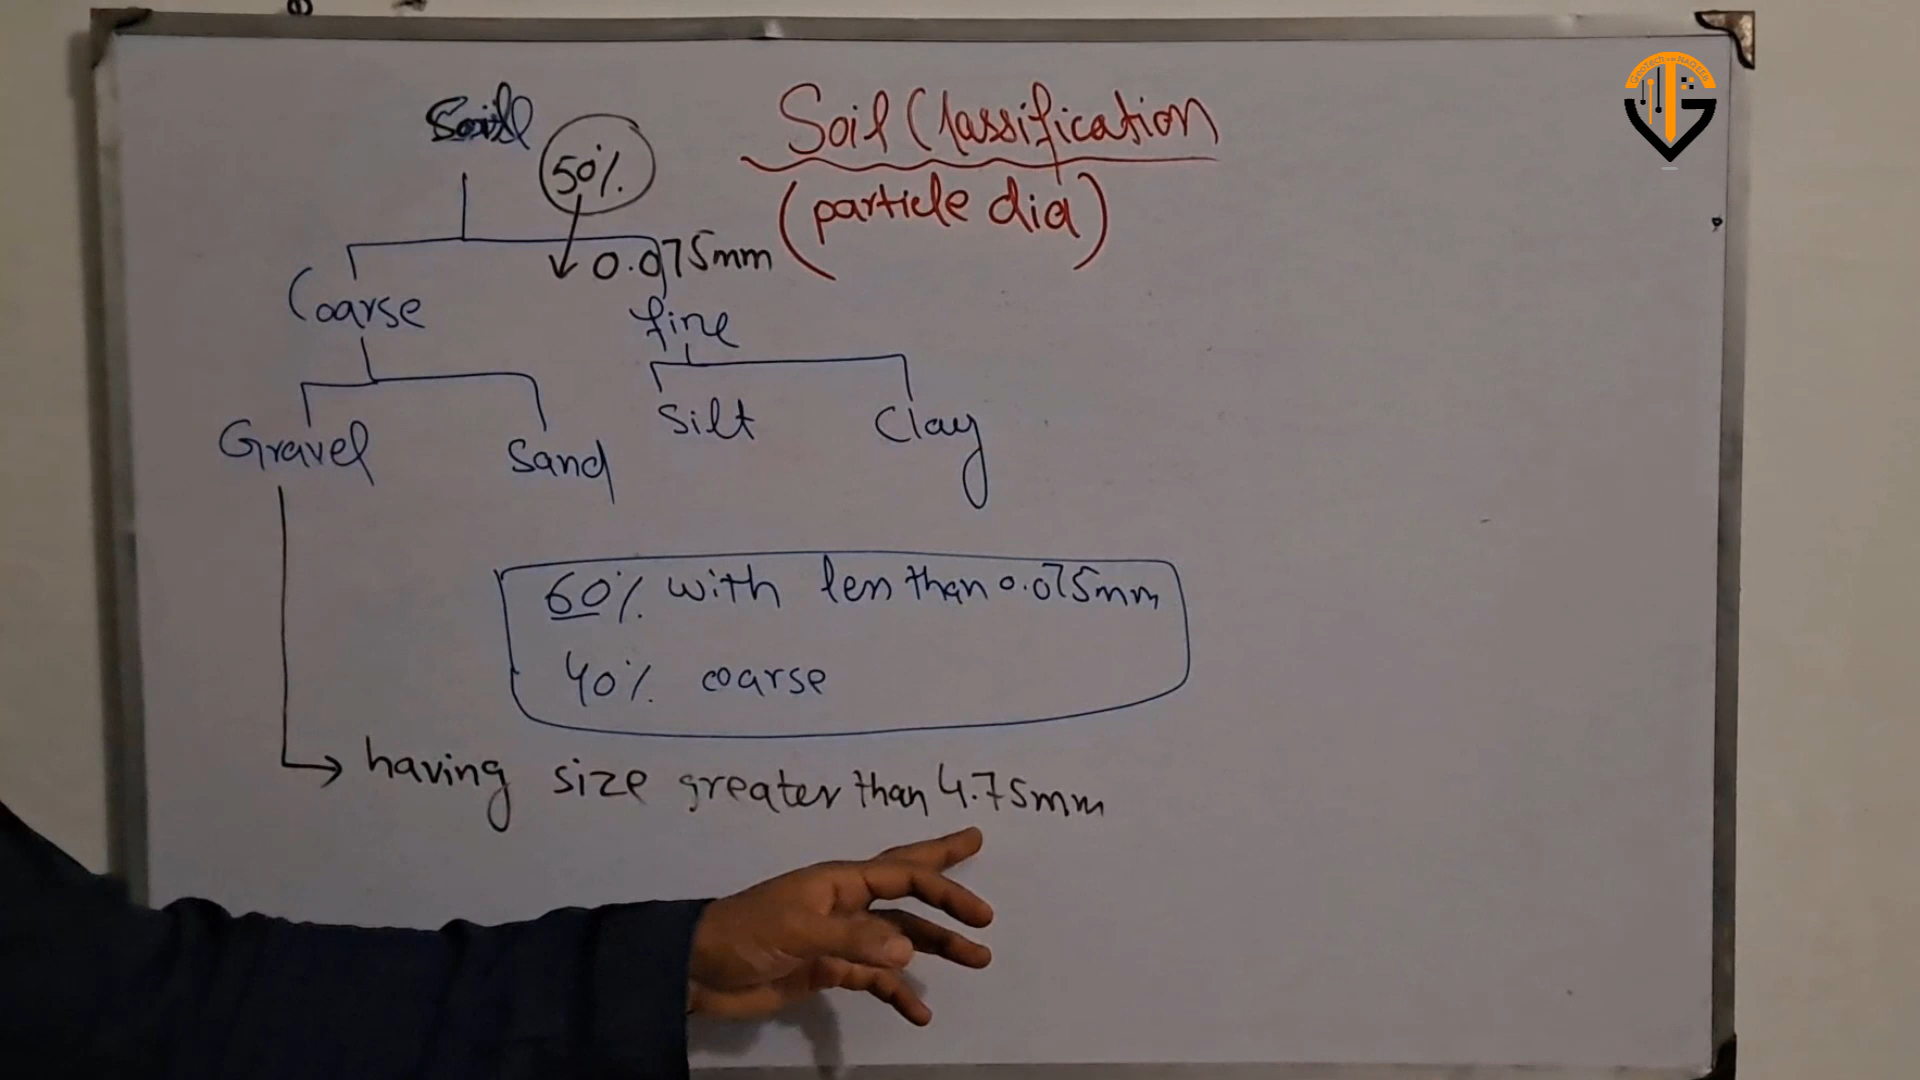 Soil
50%
Soil Classification
(particle dia)
0.075mm
Coarse
fine
Gravel
Sand
Silt
Clay
60% with less than 0.075mm
40% coarse
having size greater than 4.75mm